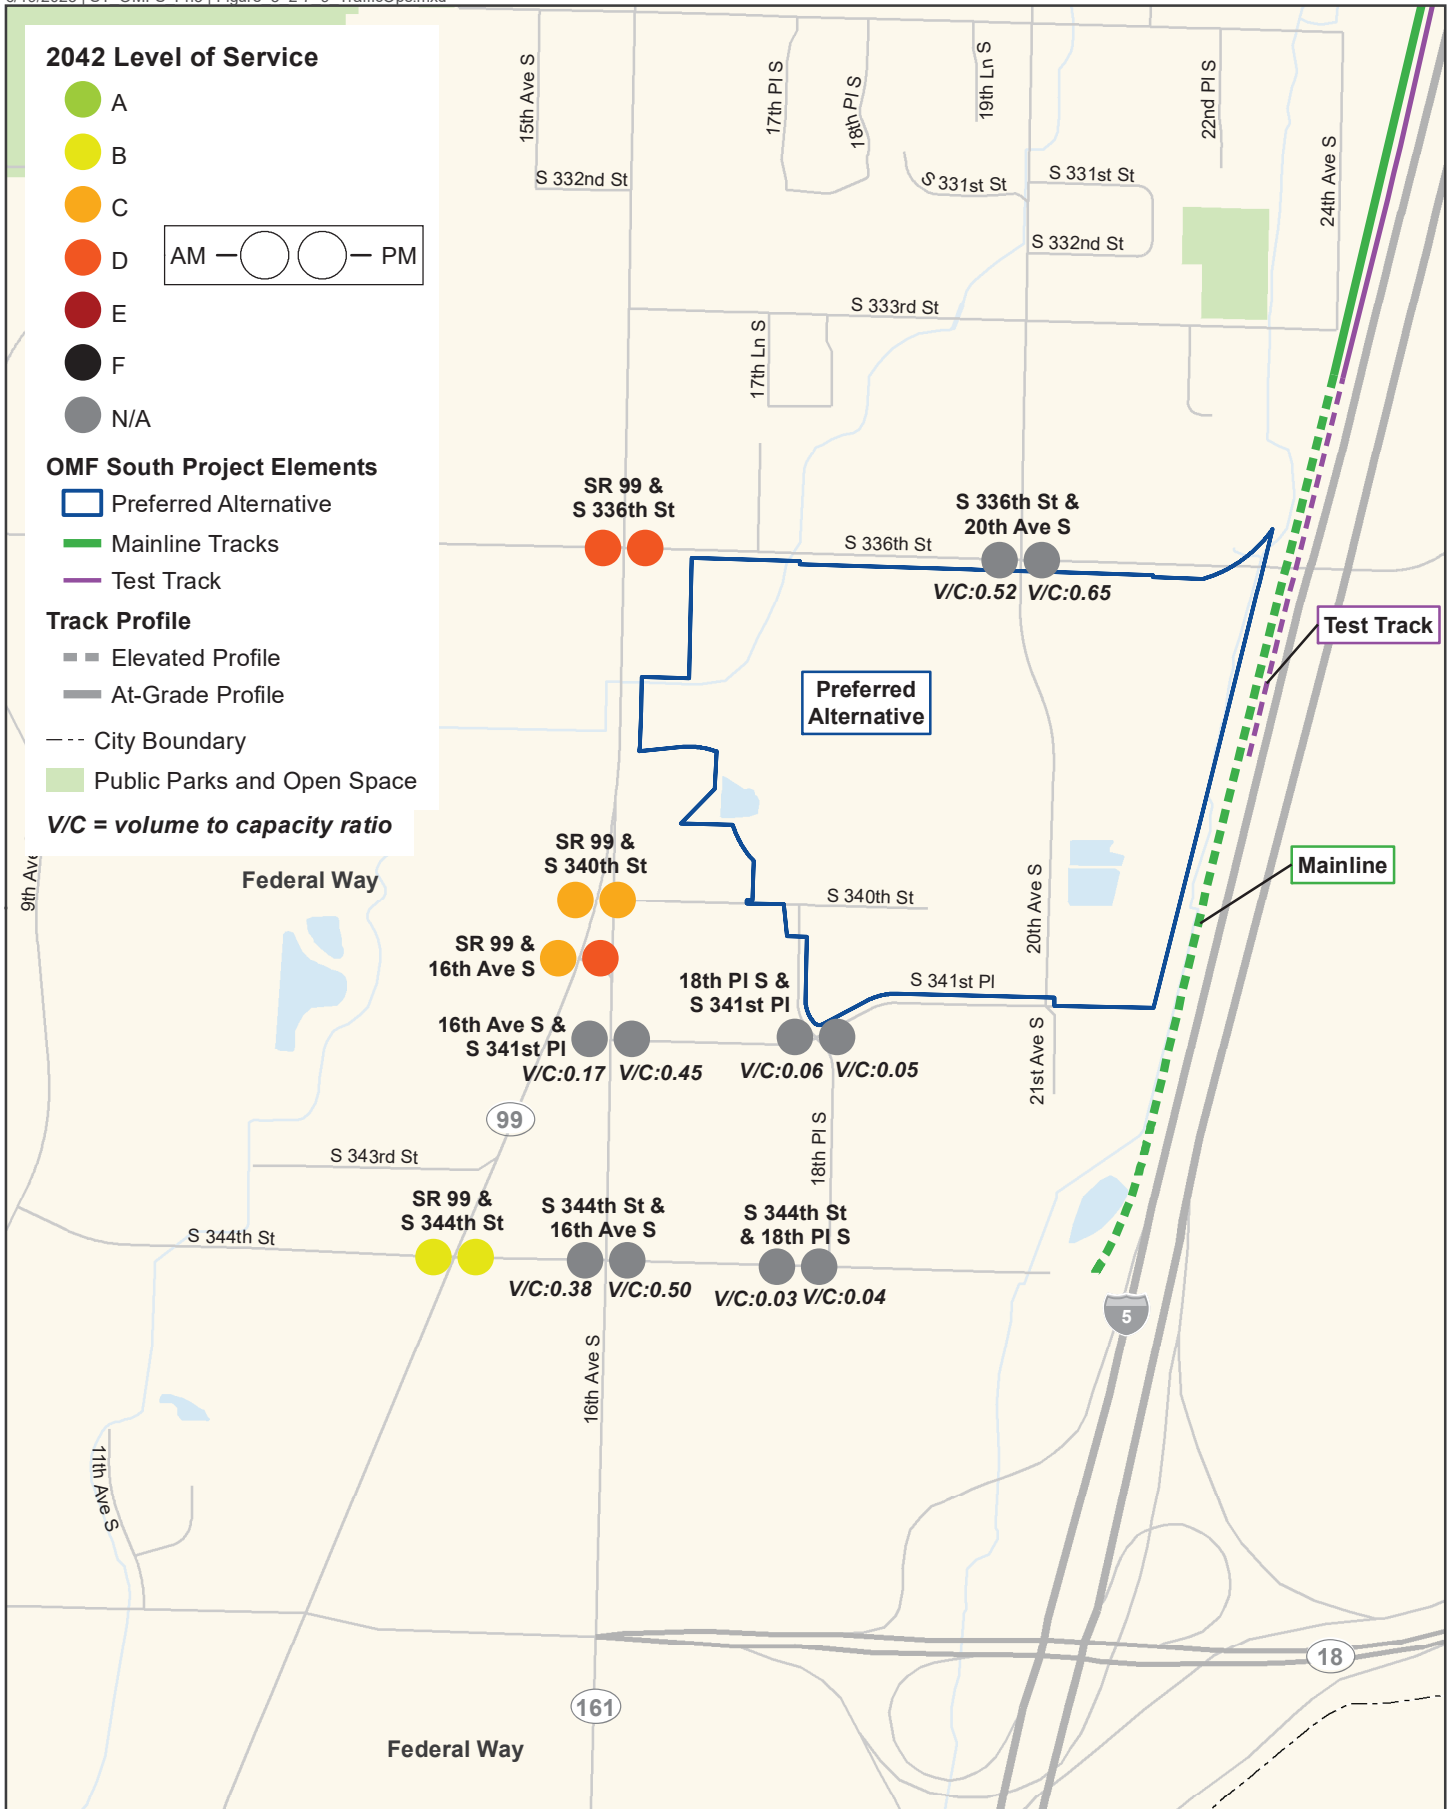 2042 Level of Service
A
B
C
D
E
F
N/A
AM
PM
OMF South Project Elements
Preferred Alternative
Mainline Tracks
Test Track
Track Profile
Elevated Profile
At-Grade Profile
City Boundary
Public Parks and Open Space
V/C = volume to capacity ratio
15th Ave S
17th Pl S
18th Pl S
19th Ln S
22nd Pl S
24th Ave S
S 332nd St
S 331st St
S 331st St
S 332nd St
S 333rd St
17th Ln S
SR 99 &
S 336th St
S 336th St
S 336th St &
20th Ave S
V/C:0.52
V/C:0.65
Test Track
Preferred
Alternative
Mainline
9th Ave
Federal Way
SR 99 &
S 340th St
S 340th St
20th Ave S
SR 99 &
16th Ave S
18th Pl S &
S 341st Pl
S 341st Pl
16th Ave S &
S 341st Pl
V/C:0.17
V/C:0.45
V/C:0.06
V/C:0.05
21st Ave S
99
S 343rd St
18th Pl S
SR 99 &
S 344th St
S 344th St &
16th Ave S
S 344th St
& 18th Pl S
S 344th St
V/C:0.38
V/C:0.50
V/C:0.03
V/C:0.04
5
16th Ave S
11th Ave S
18
161
Federal Way